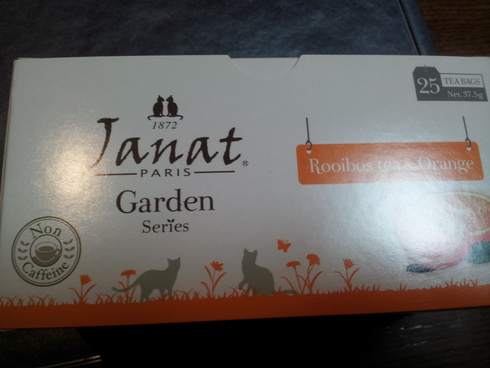 25 TEA BAGS
Net. 37.5g
1872
Janat®
PARIS
Garden
Series
Rooibos tea & Orange
Non
Caffeine